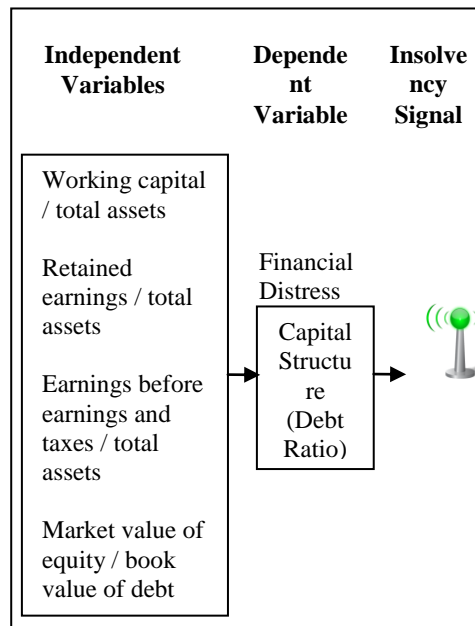 Independent
Variables
Depende
nt
Variable
Insolve
ncy
Signal
Working capital
/ total assets
Retained
earnings / total
assets
Earnings before
earnings and
taxes / total
assets
Market value of
equity / book
value of debt
Financial
Distress
Capital
Structu
re
(Debt
Ratio)